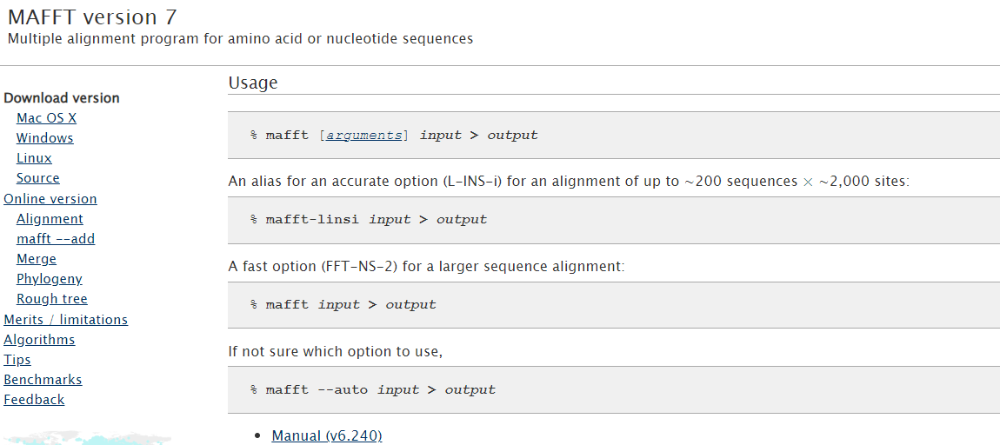 MAFFT version 7
Multiple alignment program for amino acid or nucleotide sequences
Download version
Mac OS X
Windows
Linux
Source
Online version
Alignment
mafft --add
Merge
Phylogeny
Rough tree
Merits / limitations
Algorithms
Tips
Benchmarks
Feedback
Usage
% mafft [arguments] input > output
An alias for an accurate option (L-INS-i) for an alignment of up to ~200 sequences × ~2,000 sites:
% mafft-linsi input > output
A fast option (FFT-NS-2) for a larger sequence alignment:
% mafft input > output
If not sure which option to use,
% mafft --auto input > output
• Manual (v6.240)